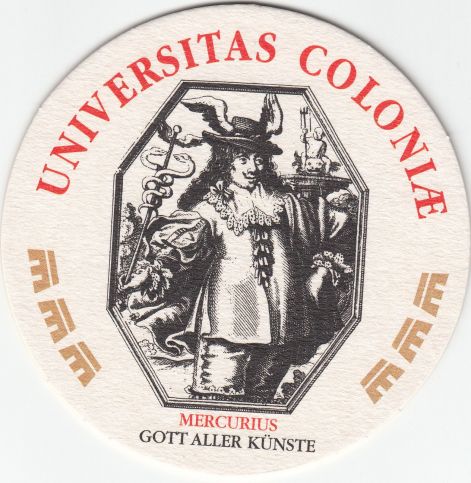 UNIVERSITAS COLONIÆ
MERCURIUS
GOTT ALLER KÜNSTE